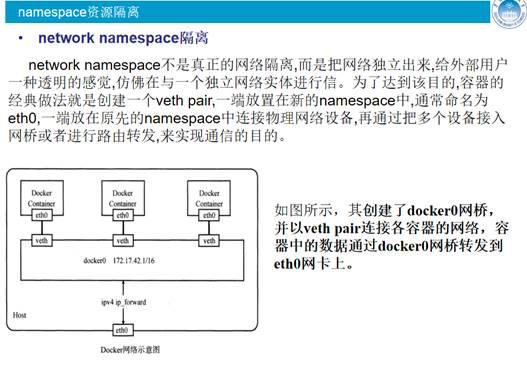 namespace资源隔离
• network namespace隔离
network namespace不是真正的网络隔离,而是把网络独立出来,给外部用户
一种透明的感觉,仿佛在与一个独立网络实体进行信。为了达到该目的,容器的
经典做法就是创建一个veth pair,一端放置在新的namespace中,通常命名为
eth0,一端放在原先的namespace中连接物理网络设备,再通过把多个设备接入
网桥或者进行路由转发,来实现通信的目的。
Docker Docker Docker
Container Container Container
eth0 eth0 eth0
veth veth veth
docker0 172.17.42.1/16
ipv4 ip_forward
Host
eth0
Docker网络示意图
如图所示，其创建了docker0网桥，
并以veth pair连接各容器的网络，容
器中的数据通过docker0网桥转发到
eth0网卡上。